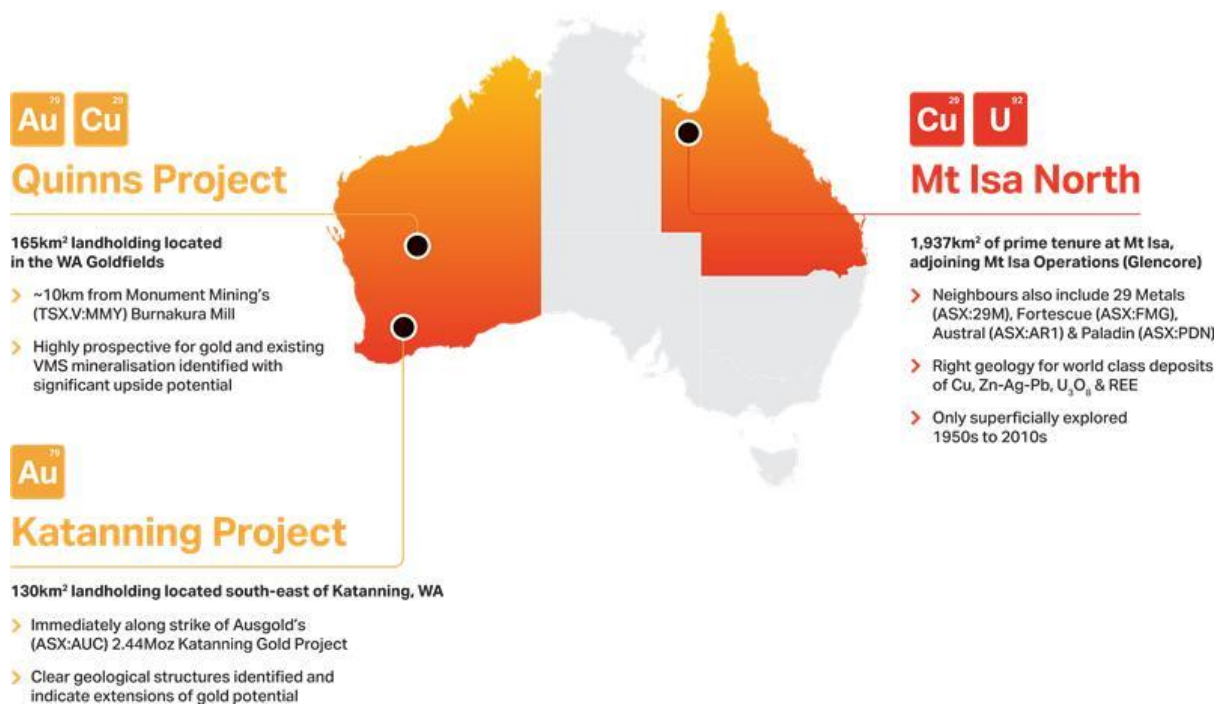 79
Au
29
Cu
Quinns Project
165km² landholding located
in the WA Goldfields
~10km from Monument Mining's
(TSX.V:MMY) Burnakura Mill
Highly prospective for gold and existing
VMS mineralisation identified with
significant upside potential
79
Au
Katanning Project
130km² landholding located south-east of Katanning, WA
Immediately along strike of Ausgold's
(ASX:AUC) 2.44Moz Katanning Gold Project
Clear geological structures identified and
indicate extensions of gold potential
29
Cu
92
U
Mt Isa North
1,937km² of prime tenure at Mt Isa,
adjoining Mt Isa Operations (Glencore)
Neighbours also include 29 Metals
(ASX:29M), Fortescue (ASX:FMG),
Austral (ASX:AR1) & Paladin (ASX:PDN)
Right geology for world class deposits
of Cu, Zn-Ag-Pb, U₃O₈ & REE
Only superficially explored
1950s to 2010s